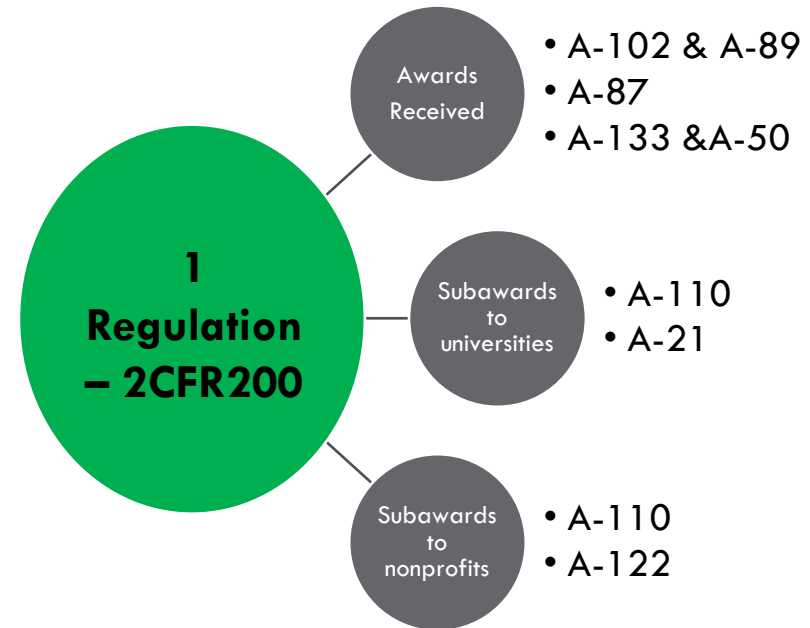 1
Regulation
– 2CFR200
Awards
Received
• A-102 & A-89
• A-87
• A-133 &A-50
Subawards
to
universities
• A-110
• A-21
Subawards
to
nonprofits
• A-110
• A-122